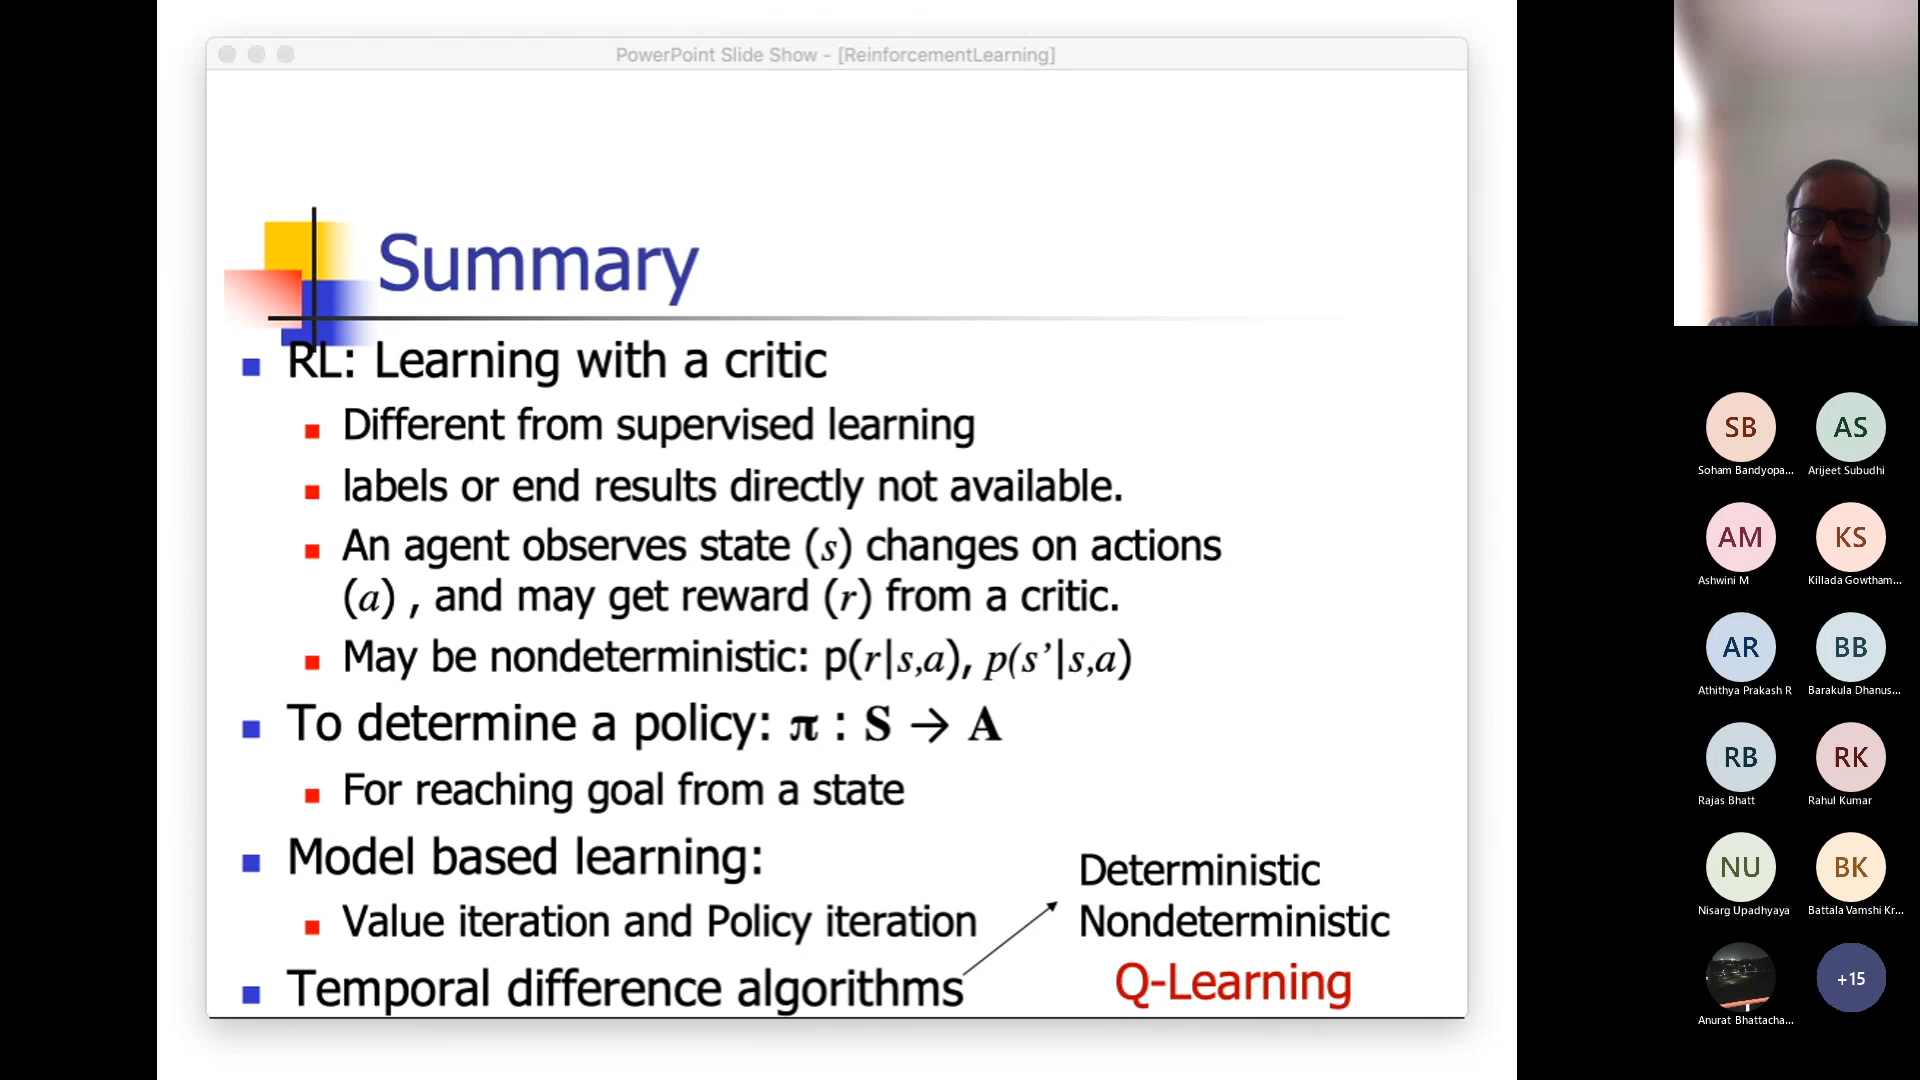 PowerPoint Slide Show - [ReinforcementLearning]
Summary
RL: Learning with a critic
Different from supervised learning
labels or end results directly not available.
An agent observes state (s) changes on actions
(a) , and may get reward (r) from a critic.
May be nondeterministic: p(r|s,a), p(s’|s,a)
To determine a policy: π : S → A
For reaching goal from a state
Model based learning:
Value iteration and Policy iteration
Temporal difference algorithms
Deterministic
Nondeterministic
Q-Learning
SB
AS
Soham Bandyopa...
Arijeet Subudhi
AM
KS
Ashwini M
Killada Gowtham...
AR
BB
Athithya Prakash R
Barakula Dhanus...
RB
RK
Rajas Bhatt
Rahul Kumar
NU
BK
Nisarg Upadhyaya
Battala Vamshi Kr...
+15
Anurat Bhattacha...